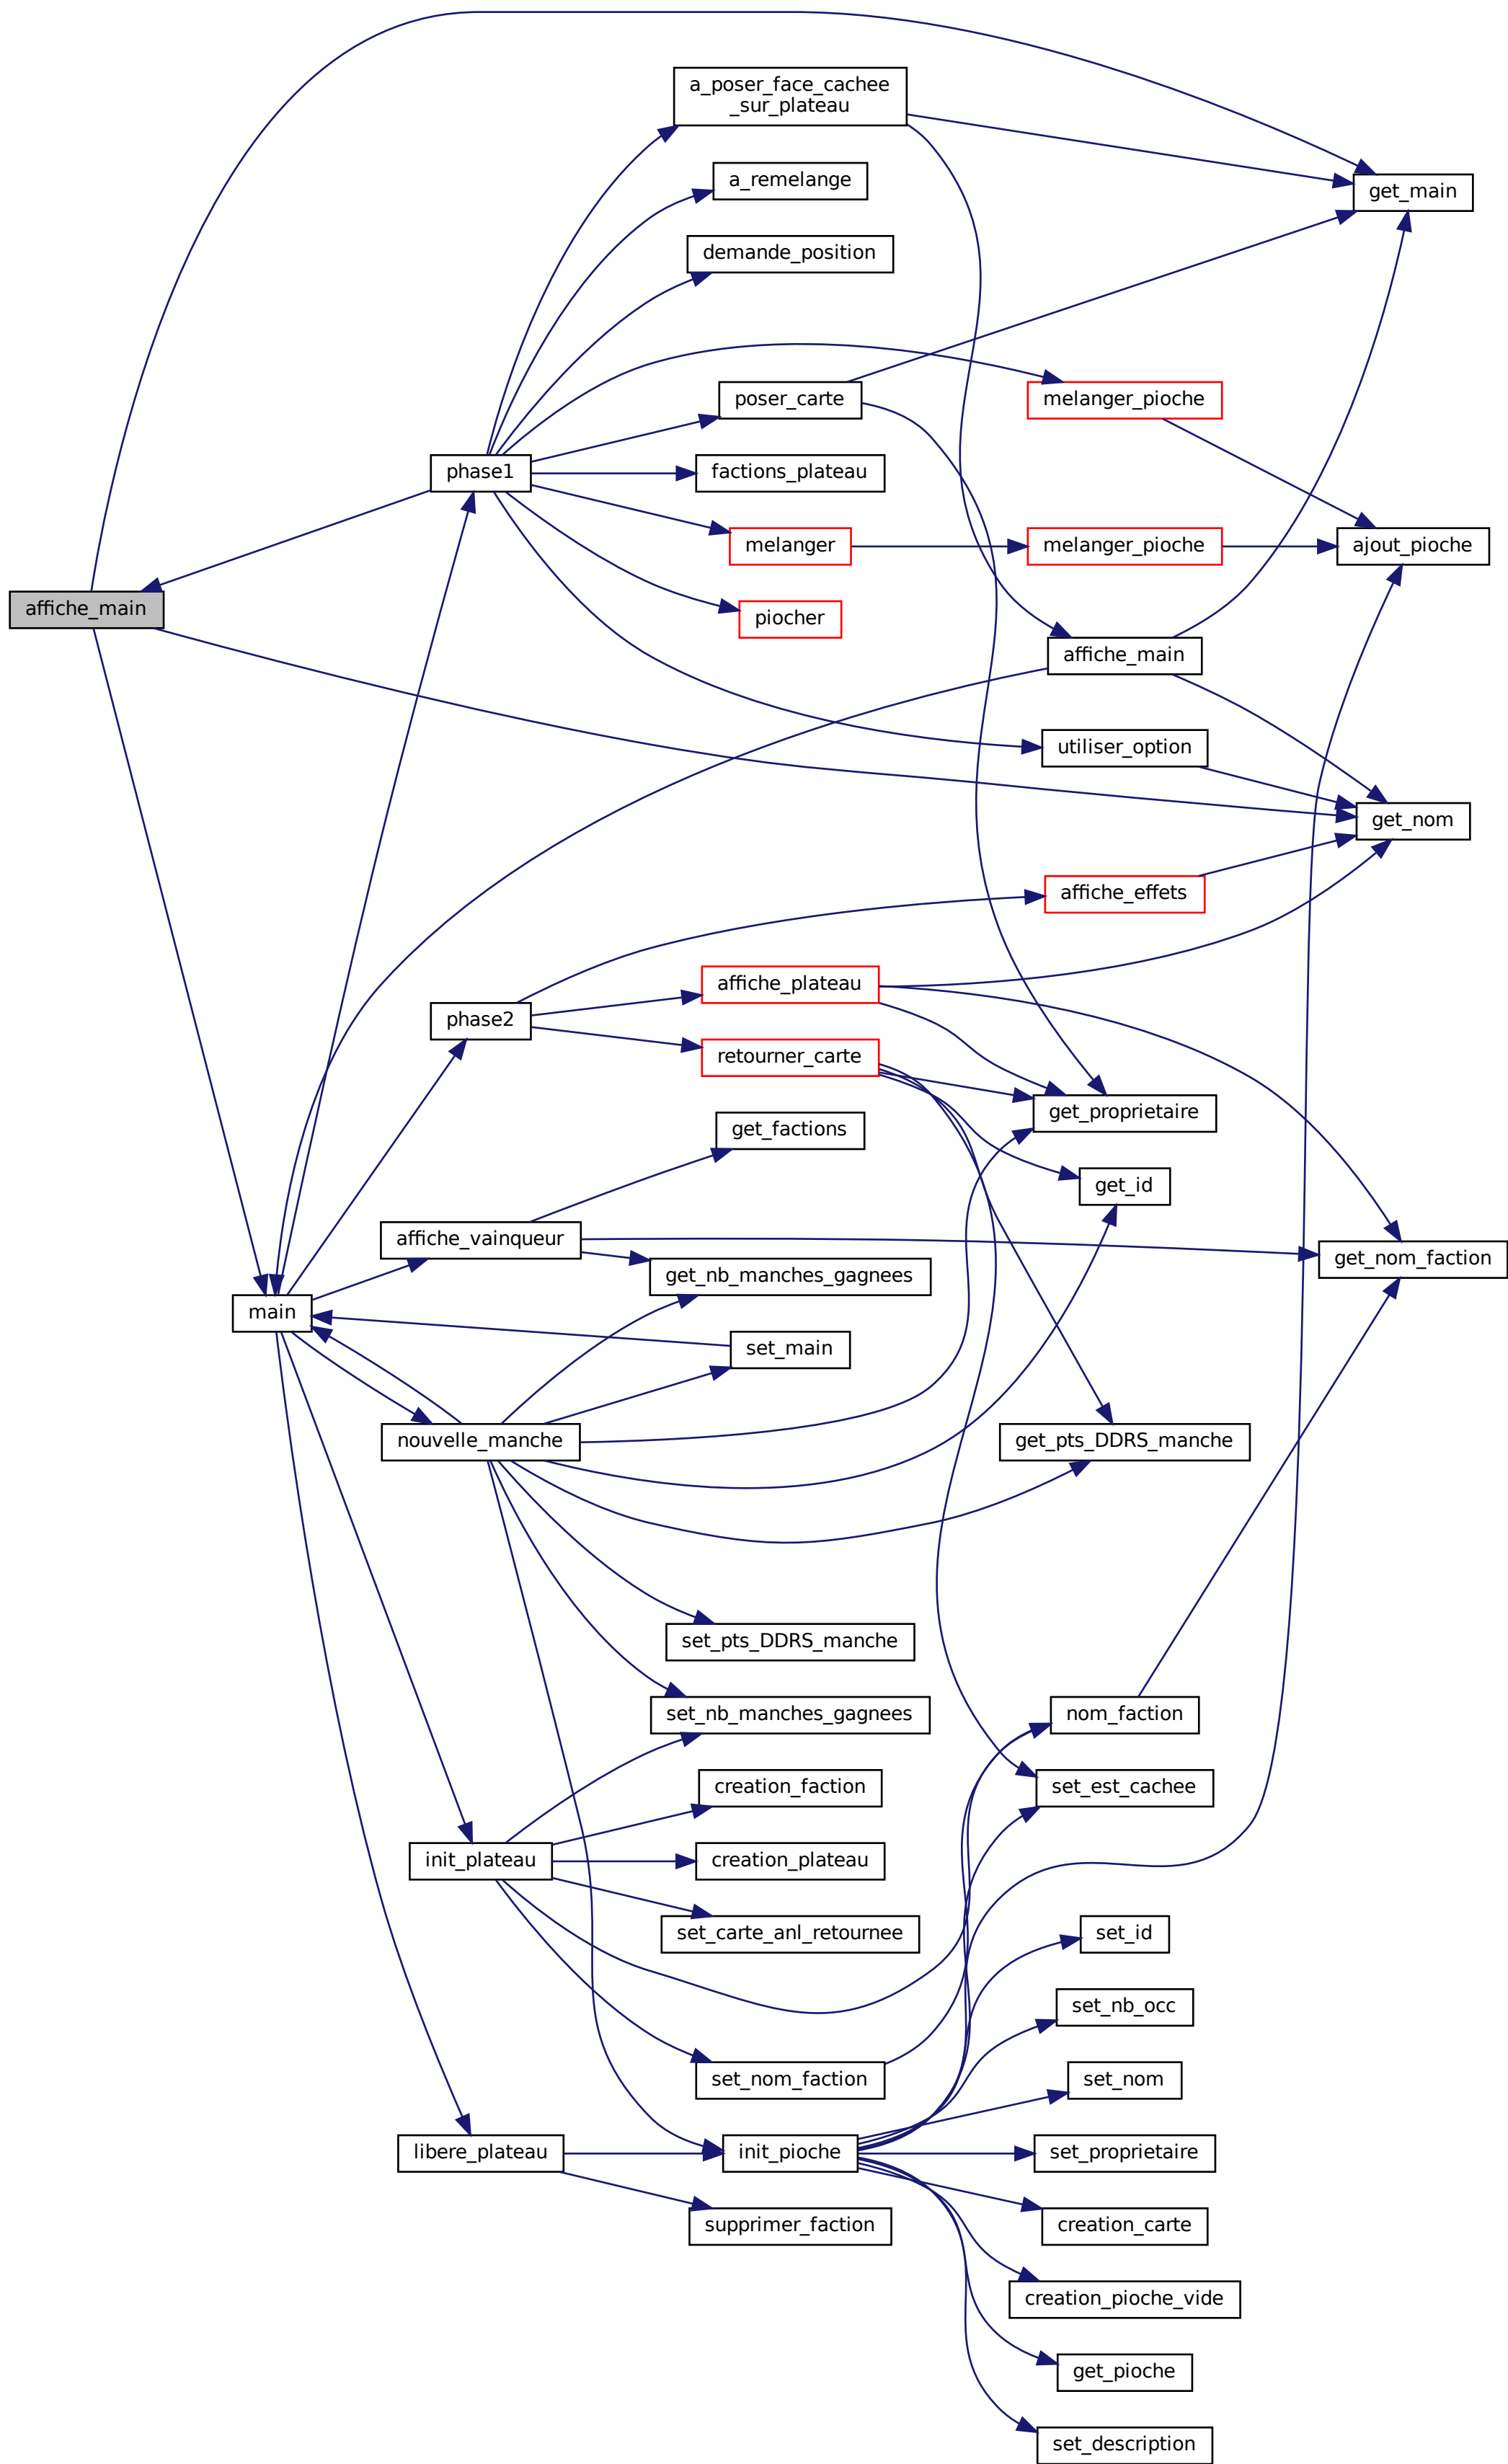 a_poser_face_cachee
_sur_plateau
a_remelange
get_main
demande_position
poser_carte
melanger_pioche
phase1
factions_plateau
melanger
melanger_pioche
ajout_pioche
affiche_main
piocher
affiche_main
utiliser_option
get_nom
affiche_effets
affiche_plateau
phase2
retourner_carte
get_proprietaire
get_factions
get_id
affiche_vainqueur
get_nom_faction
get_nb_manches_gagnees
main
set_main
nouvelle_manche
get_pts_DDRS_manche
set_pts_DDRS_manche
set_nb_manches_gagnees
nom_faction
creation_faction
set_est_cachee
init_plateau
creation_plateau
set_carte_anl_retournee
set_id
set_nb_occ
set_nom_faction
set_nom
libere_plateau
init_pioche
set_proprietaire
supprimer_faction
creation_carte
creation_pioche_vide
get_pioche
set_description